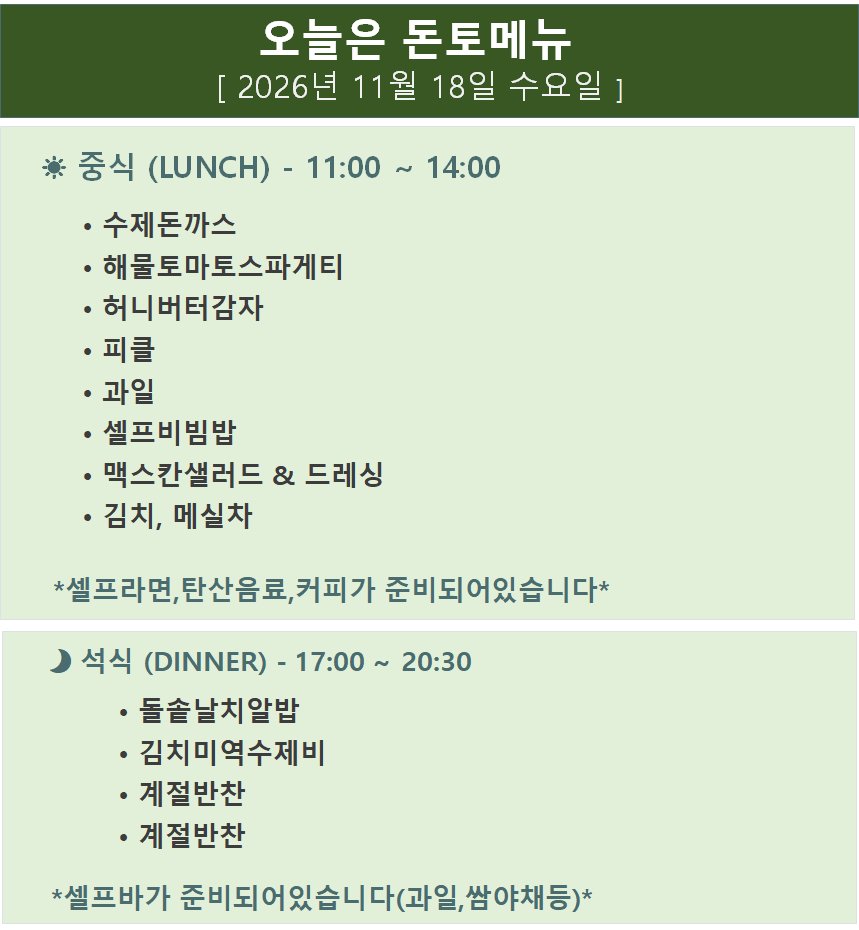 오늘은 돈토메뉴
[ 2026년 11월 18일 수요일 ]
중식 (LUNCH) - 11:00 ~ 14:00
• 수제돈까스
• 해물토마토스파게티
• 허니버터감자
• 피클
• 과일
• 셀프비빔밥
• 맥스칸샐러드 & 드레싱
• 김치, 메실차
*셀프라면,탄산음료,커피가 준비되어있습니다*
석식 (DINNER) - 17:00 ~ 20:30
• 돌솥날치알밥
• 김치미역수제비
• 계절반찬
• 계절반찬
*셀프바가 준비되어있습니다(과일,쌈야채등)*